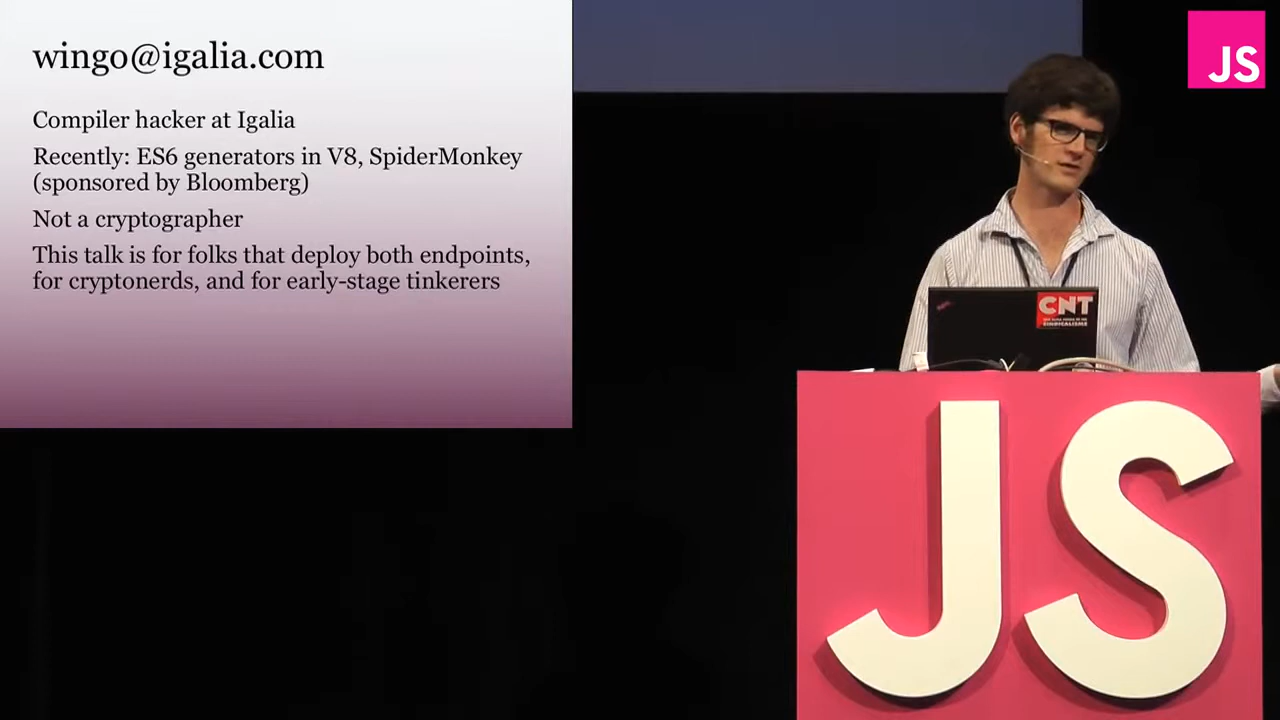 wingo@igalia.com
Compiler hacker at Igalia
Recently: ES6 generators in V8, SpiderMonkey
(sponsored by Bloomberg)
Not a cryptographer
This talk is for folks that deploy both endpoints,
for cryptonerds, and for early-stage tinkerers
JS
CNT
SINDICALISME
JS